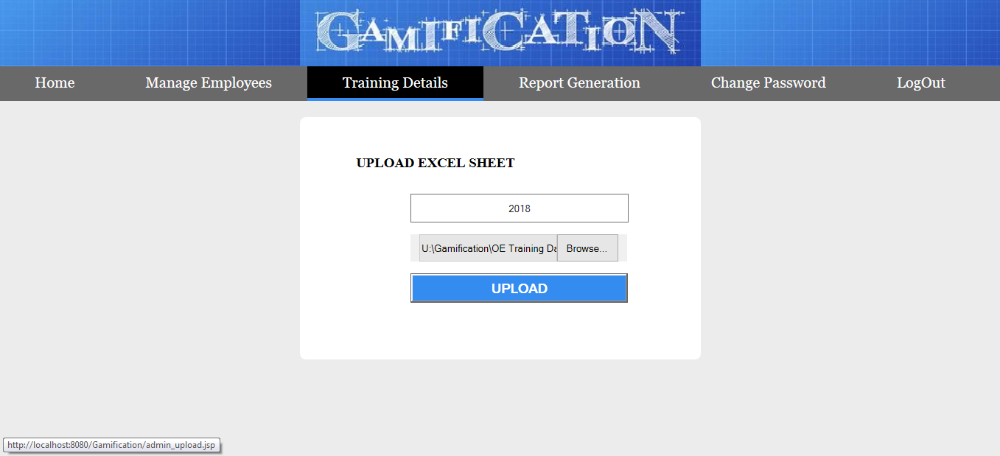 GAMIFICATION
Home Manage Employees Training Details Report Generation Change Password LogOut
UPLOAD EXCEL SHEET
2018
U:\Gamification\OE Training Da Browse...
UPLOAD
http://localhost:8080/Gamification/admin_upload.jsp